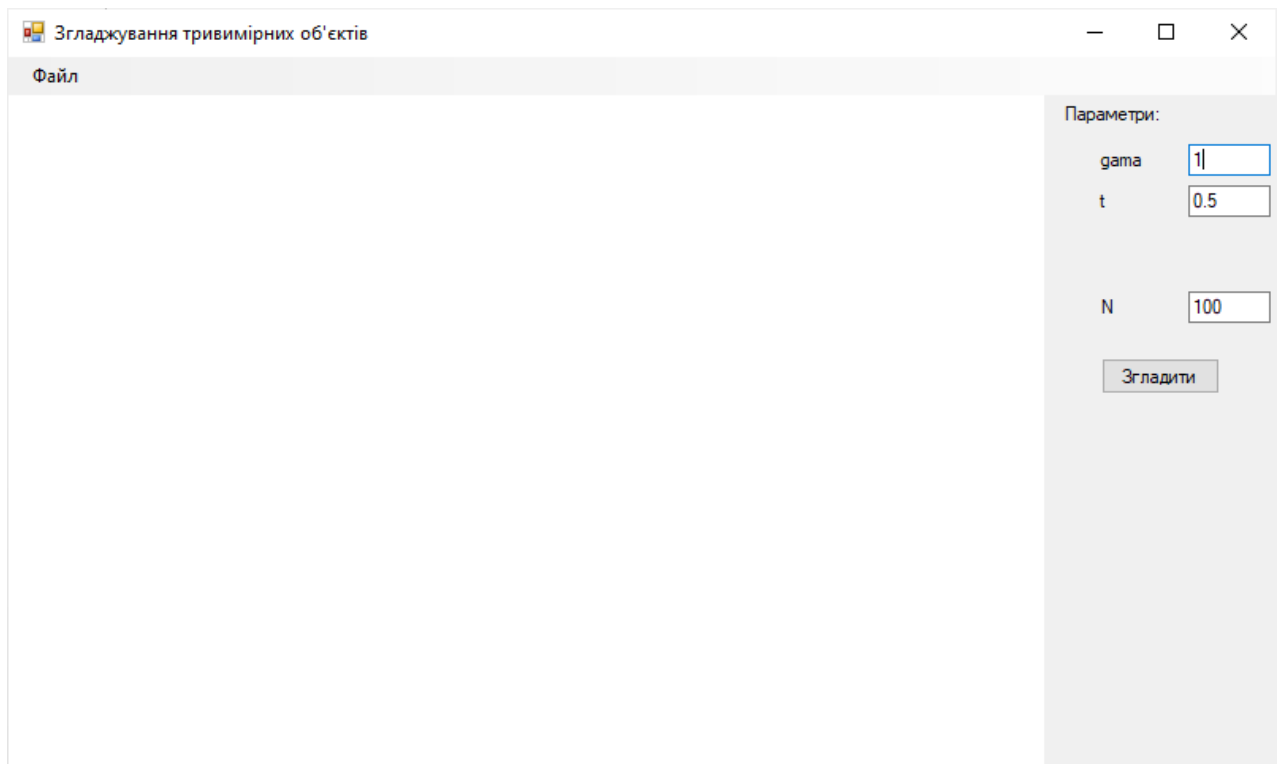 Згладжування тривимірних об'єктів
Файл
Параметри:
gama 1
t 0.5
N 100
Згладити